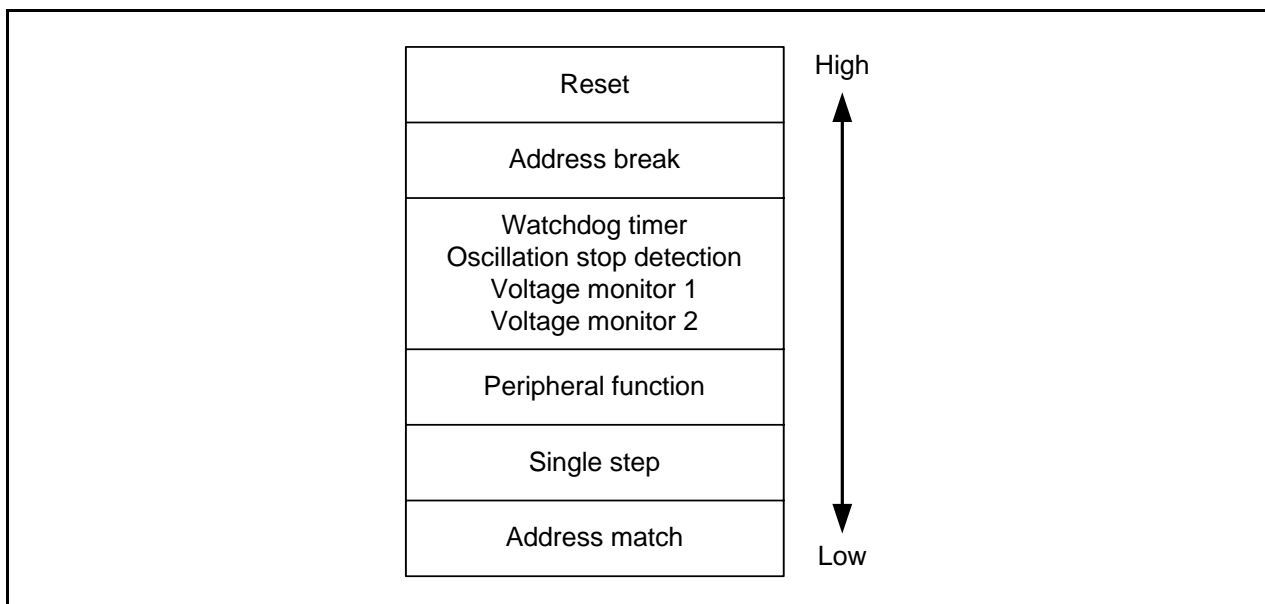 Reset
High
Address break
Watchdog timer
Oscillation stop detection
Voltage monitor 1
Voltage monitor 2
Peripheral function
Single step
Address match
Low